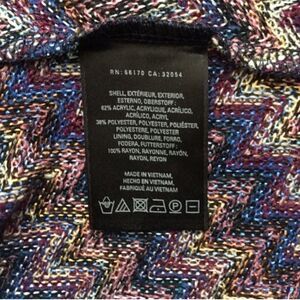 RN: 66170 CA: 32054
SHELL, EXTÉRIEUR, EXTERIOR,
ESTERNO, OBERSTOFF:
62% ACRYLIC, ACRYLIQUE, ACRÍLICO,
ACRILICO, ACRYL
38% POLYESTER, POLYESTER, POLIÉSTER,
POLIESTERE, POLYESTER
LINING, DOUBLURE, FORRO,
FODERA, FUTTERSTOFF:
100% RAYON, RAYONNE, RAYÓN,
RAYON, REYON
MADE IN VIETNAM,
HECHO EN VIETNAM,
FABRIQUÉ AU VIETNAM
P